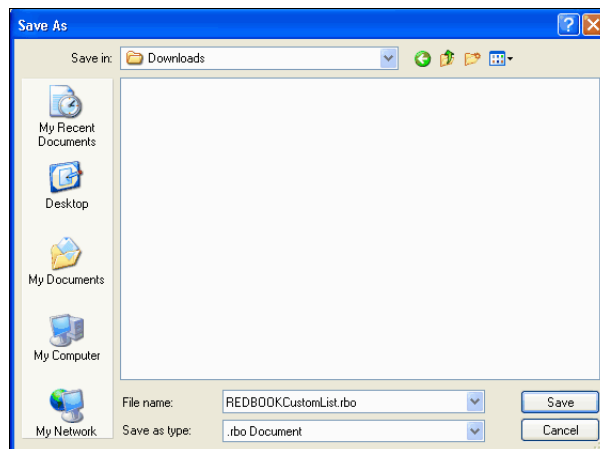 Save As
Save in: Downloads
My Recent
Documents
Desktop
My Documents
My Computer
My Network
File name: REDBOOKCustomList.rbo Save
Save as type: .rbo Document Cancel